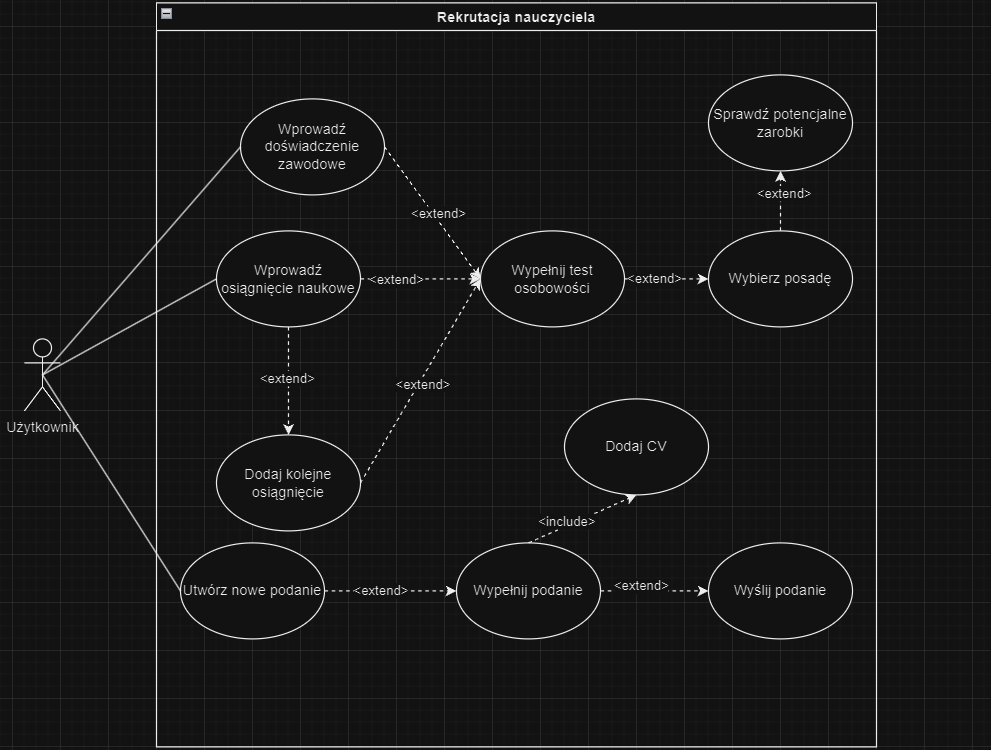 Rekrutacja nauczyciela
Sprawdź potencjalne
zarobki
Wprowadź
doświadczenie
zawodowe
<extend>
<extend>
Wprowadź
osiągnięcie naukowe
<extend>
Wypełnij test
osobowości
<extend>
Wybierz posadę
<extend>
<extend>
Użytkownik
Dodaj CV
Dodaj kolejne
osiągnięcie
<include>
Utwórz nowe podanie
<extend>
Wypełnij podanie
<extend>
Wyślij podanie